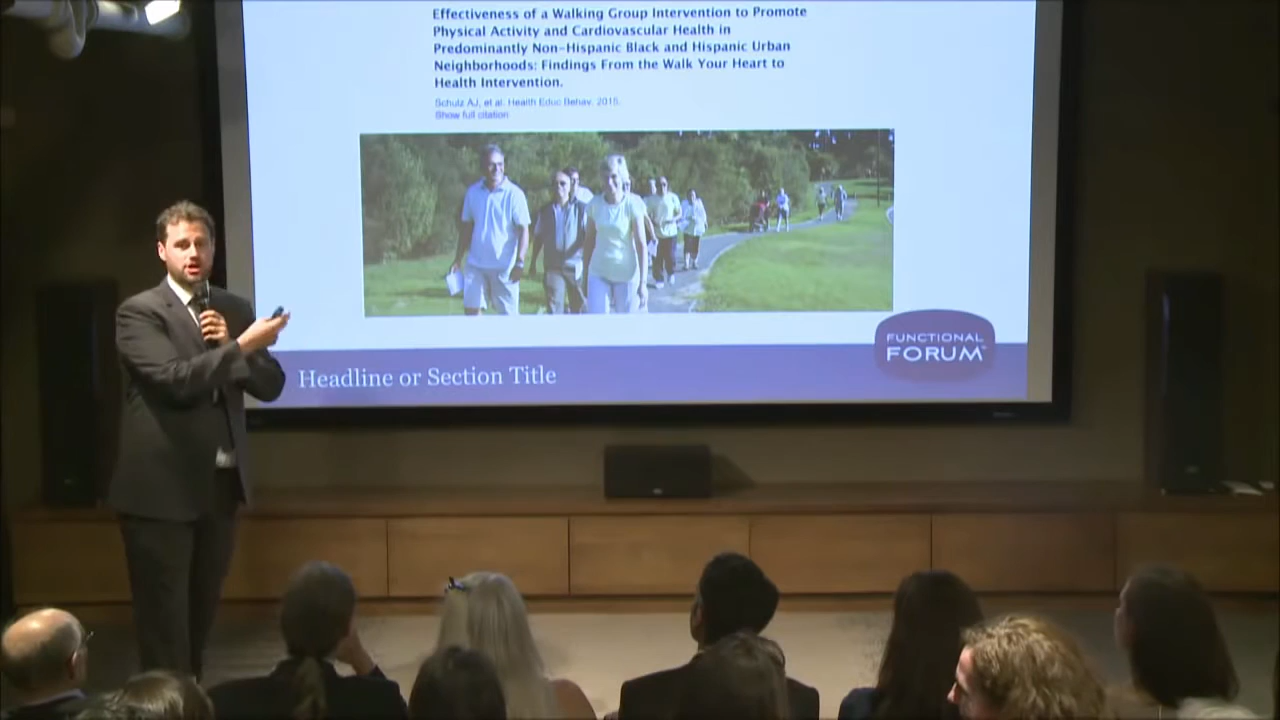 Effectiveness of a Walking Group Intervention to Promote
Physical Activity and Cardiovascular Health in
Predominantly Non-Hispanic Black and Hispanic Urban
Neighborhoods: Findings From the Walk Your Heart to
Health Intervention.
Schulz AJ, et al. Health Educ Behav. 2015.
Show full citation
FUNCTIONAL
FORUM
Headline or Section Title